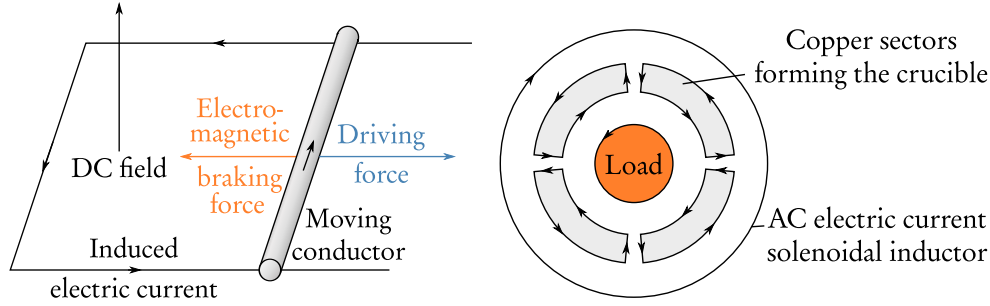 Electro-
magnetic
braking
force
Driving
force
DC field
Moving
conductor
Induced
electric current
Copper sectors
forming the crucible
Load
AC electric current
solenoidal inductor